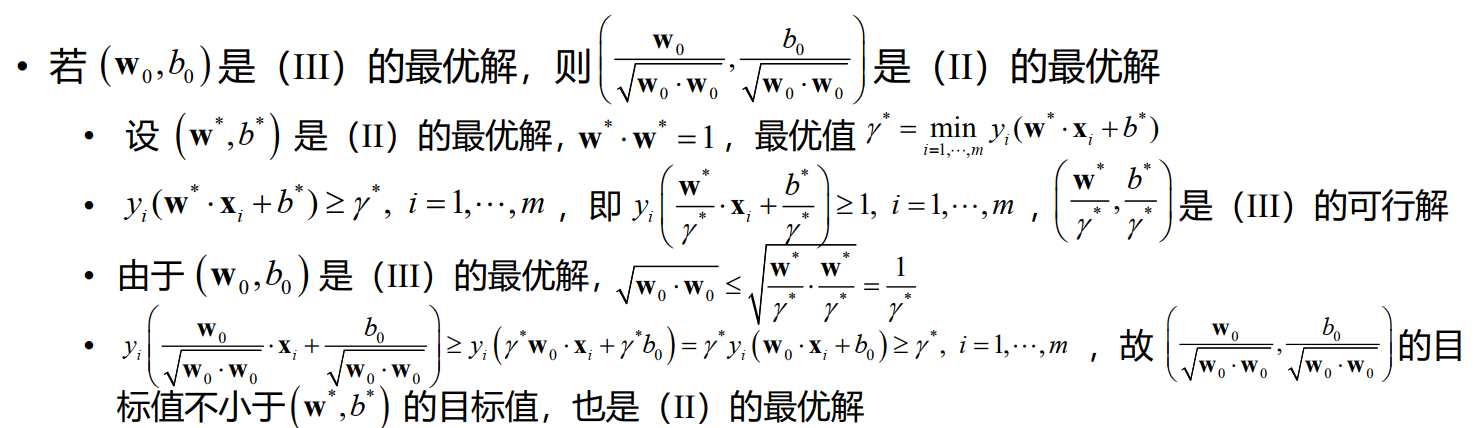 • 若 $(\mathbf{w}_0, b_0)$ 是（III）的最优解，则 $\left(\frac{\mathbf{w}_0}{\sqrt{\mathbf{w}_0 \cdot \mathbf{w}_0}}, \frac{b_0}{\sqrt{\mathbf{w}_0 \cdot \mathbf{w}_0}}\right)$ 是（II）的最优解
• 设 $(\mathbf{w}^*, b^*)$ 是（II）的最优解，$\mathbf{w}^* \cdot \mathbf{w}^* = 1$，最优值 $\gamma^* = \min_{i=1,\cdots,m} y_i(\mathbf{w}^* \cdot \mathbf{x}_i + b^*)$
• $y_i(\mathbf{w}^* \cdot \mathbf{x}_i + b^*) \geq \gamma^*, \ i = 1, \cdots, m$，即 $y_i\left(\frac{\mathbf{w}^*}{\gamma^*} \cdot \mathbf{x}_i + \frac{b^*}{\gamma^*}\right) \geq 1, \ i = 1, \cdots, m$，$\left(\frac{\mathbf{w}^*}{\gamma^*}, \frac{b^*}{\gamma^*}\right)$ 是（III）的可行解
• 由于 $(\mathbf{w}_0, b_0)$ 是（III）的最优解，$\sqrt{\mathbf{w}_0 \cdot \mathbf{w}_0} \leq \sqrt{\frac{\mathbf{w}^*}{\gamma^*} \cdot \frac{\mathbf{w}^*}{\gamma^*}} = \frac{1}{\gamma^*}$
• $y_i\left(\frac{\mathbf{w}_0}{\sqrt{\mathbf{w}_0 \cdot \mathbf{w}_0}} \cdot \mathbf{x}_i + \frac{b_0}{\sqrt{\mathbf{w}_0 \cdot \mathbf{w}_0}}\right) \geq y_i\left(\gamma^* \mathbf{w}_0 \cdot \mathbf{x}_i + \gamma^* b_0\right) = \gamma^* y_i\left(\mathbf{w}_0 \cdot \mathbf{x}_i + b_0\right) \geq \gamma^*, \ i = 1, \cdots, m$，故 $\left(\frac{\mathbf{w}_0}{\sqrt{\mathbf{w}_0 \cdot \mathbf{w}_0}}, \frac{b_0}{\sqrt{\mathbf{w}_0 \cdot \mathbf{w}_0}}\right)$ 的目
标值不小于 $(\mathbf{w}^*, b^*)$ 的目标值，也是（II）的最优解